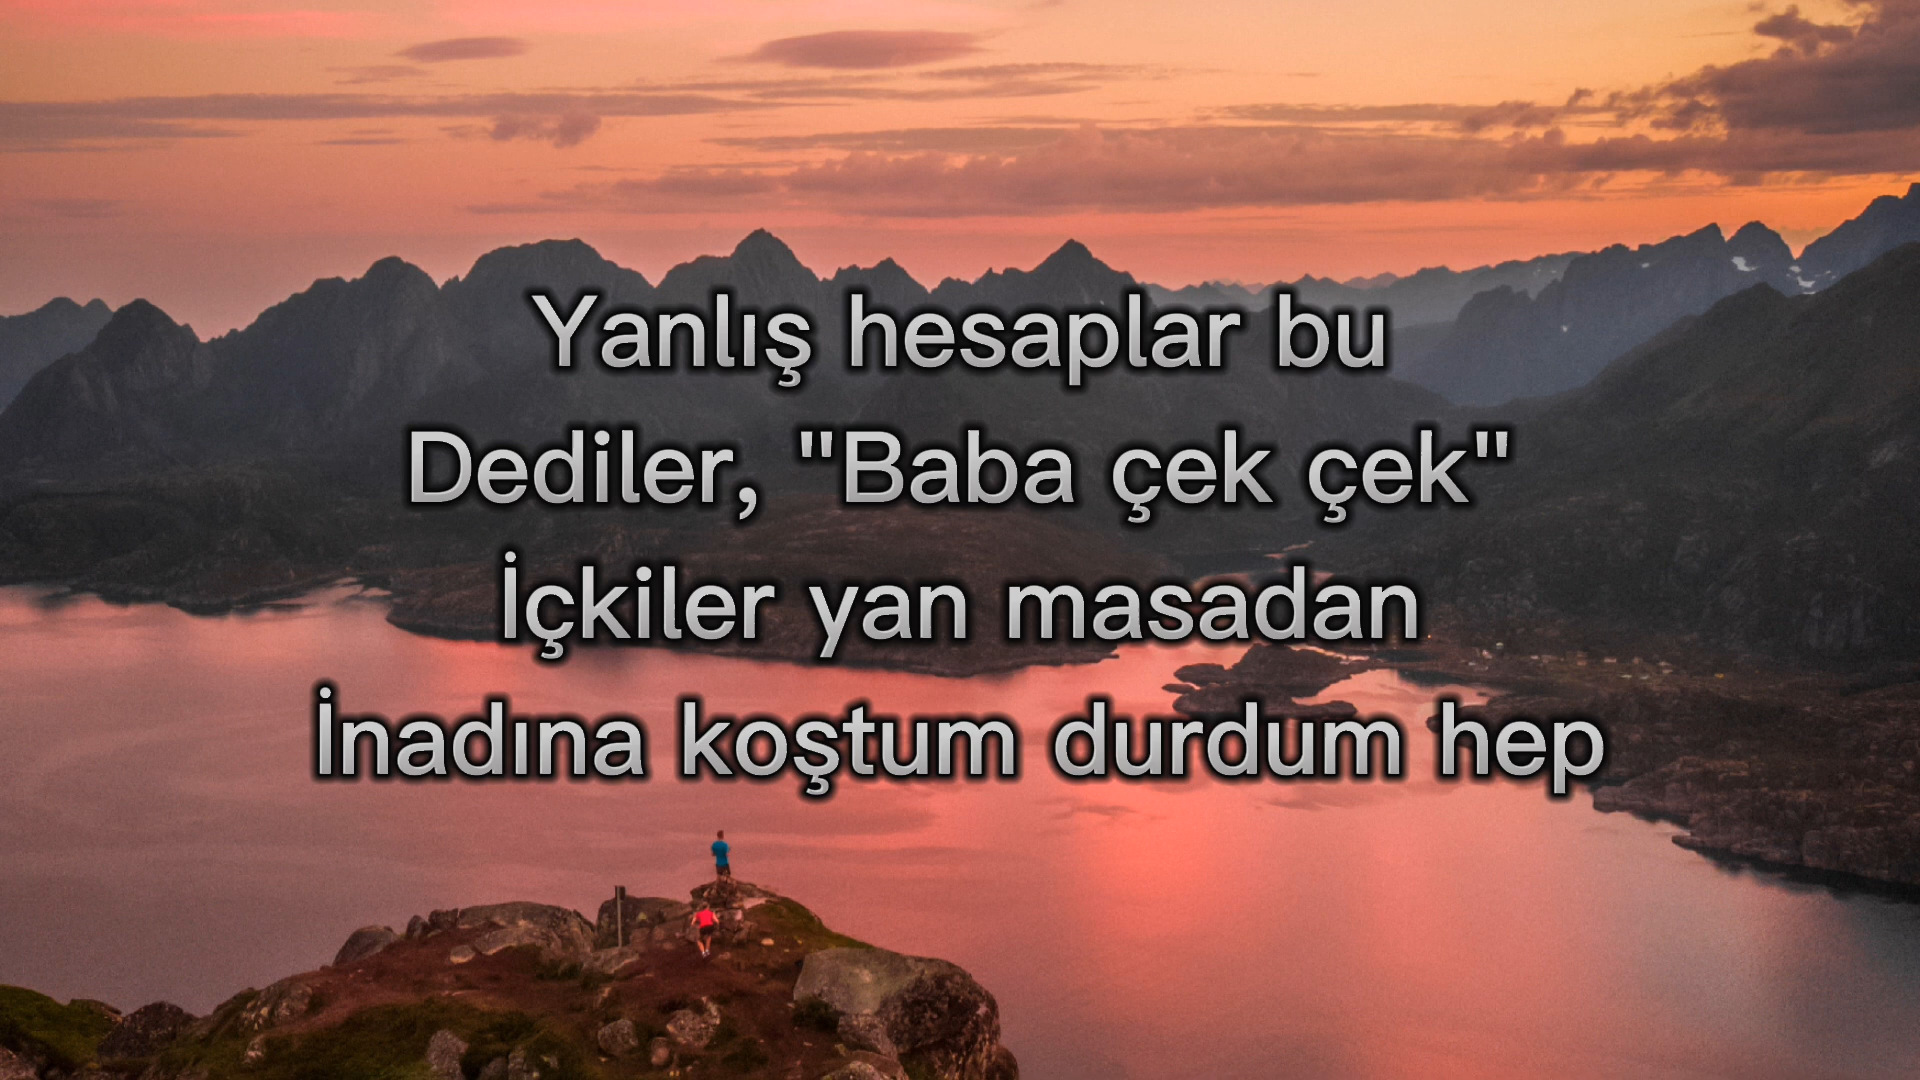 Yanlış hesaplar bu
Dediler, "Baba çek çek"
İçkiler yan masadan
İnadına koştum durdum hep